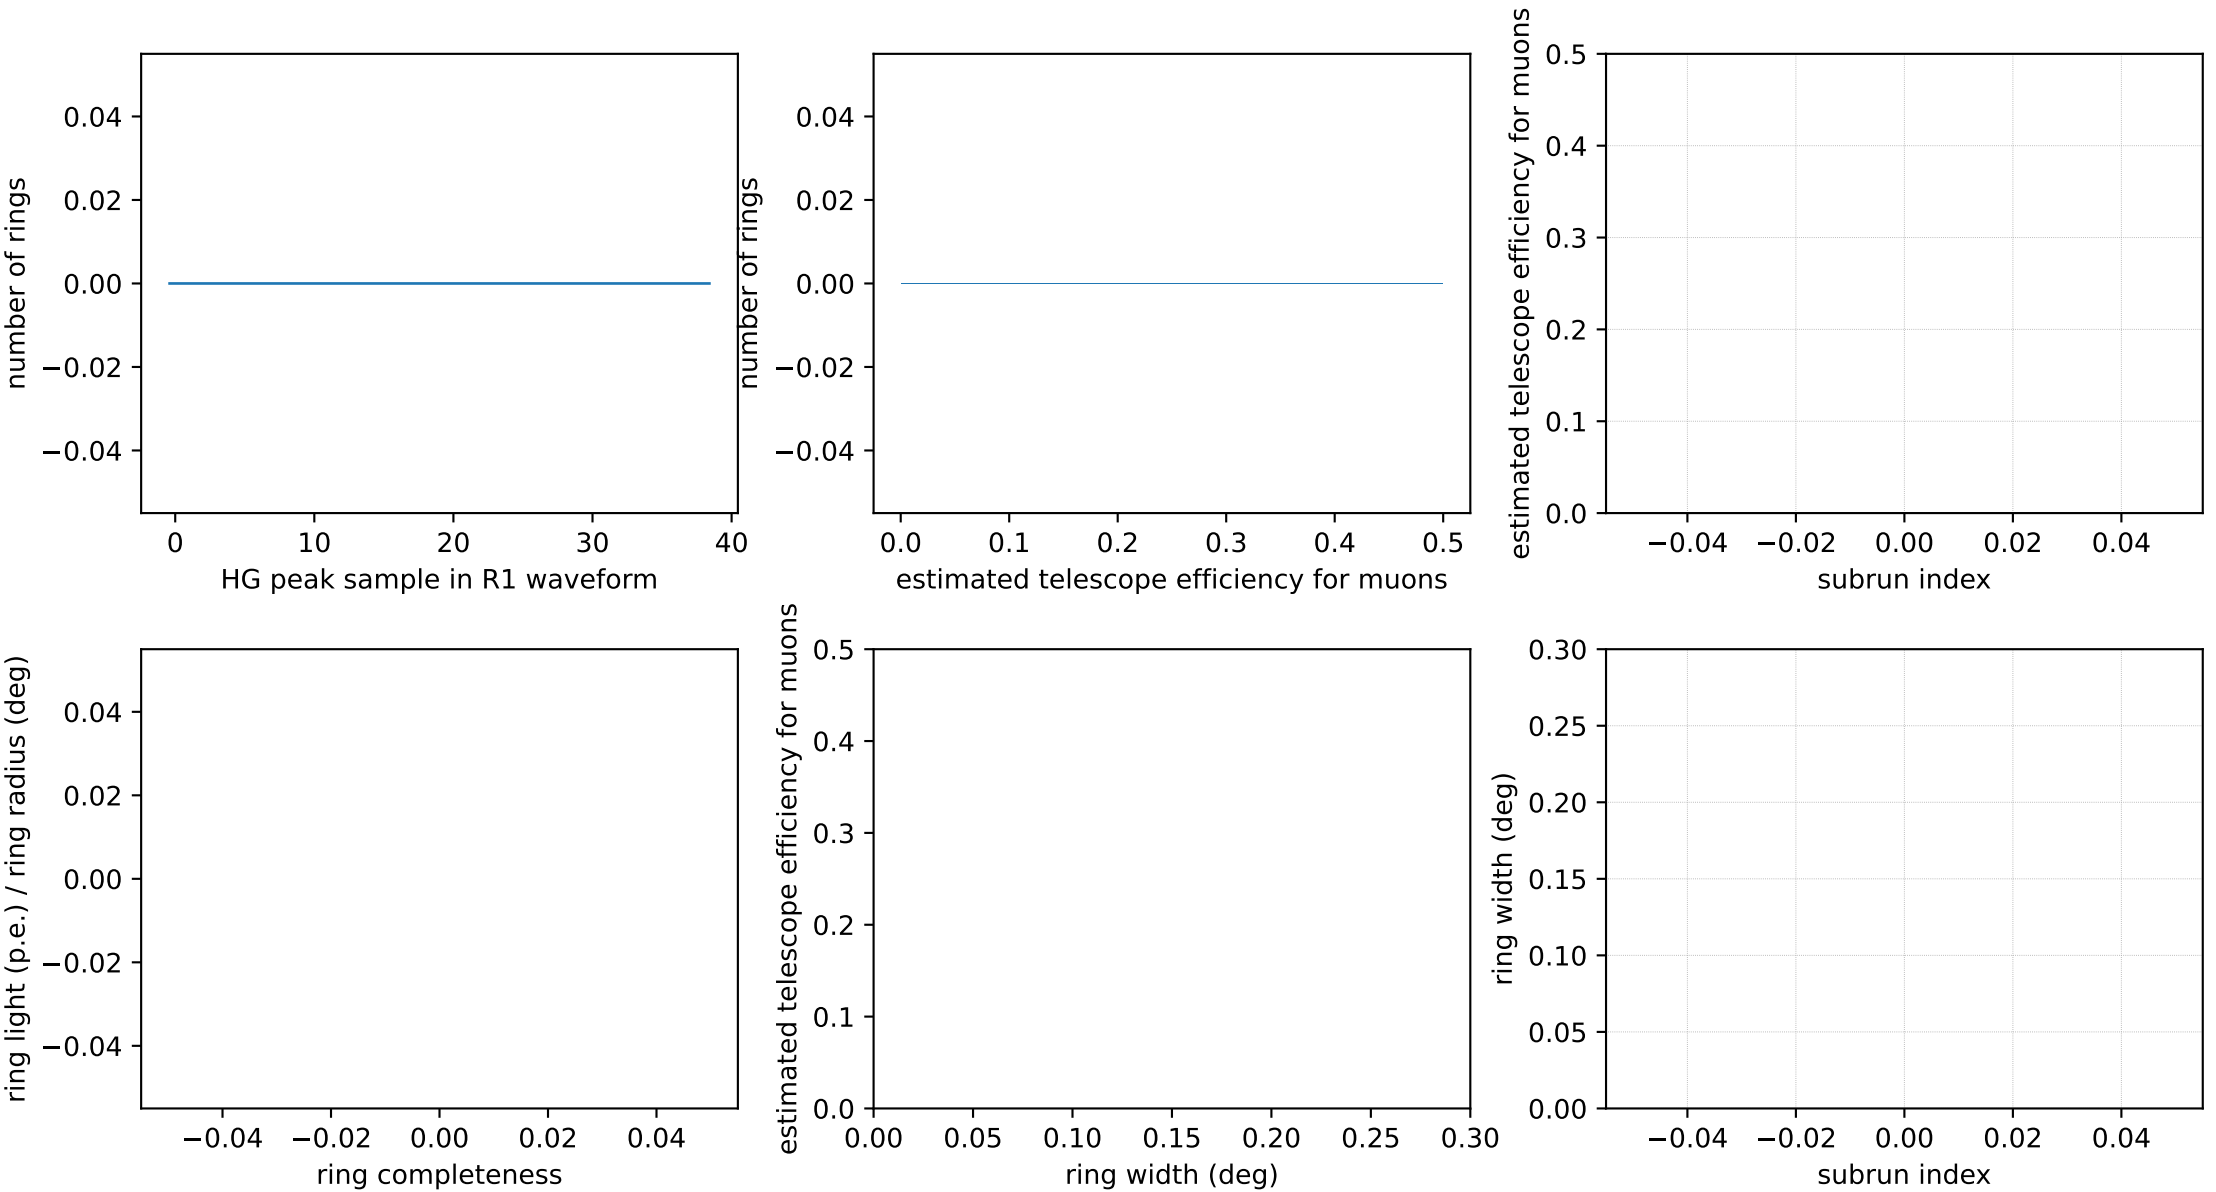 number of rings
0.04
0.02
0.00
−0.02
−0.04
0 10 20 30 40
HG peak sample in R1 waveform
number of rings
0.04
0.02
0.00
−0.02
−0.04
0.0 0.1 0.2 0.3 0.4 0.5
estimated telescope efficiency for muons
estimated telescope efficiency for muons
0.5
0.4
0.3
0.2
0.1
0.0
−0.04 −0.02 0.00 0.02 0.04
subrun index
ring light (p.e.) / ring radius (deg)
0.04
0.02
0.00
−0.02
−0.04
−0.04 −0.02 0.00 0.02 0.04
ring completeness
estimated telescope efficiency for muons
0.5
0.4
0.3
0.2
0.1
0.0
0.00 0.05 0.10 0.15 0.20 0.25 0.30
ring width (deg)
ring width (deg)
0.30
0.25
0.20
0.15
0.10
0.05
0.00
−0.04 −0.02 0.00 0.02 0.04
subrun index